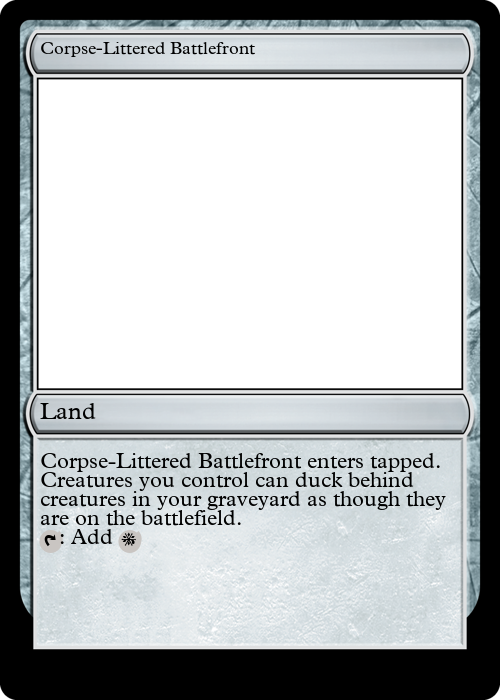 Corpse-Littered Battlefront
Land
Corpse-Littered Battlefront enters tapped.
Creatures you control can duck behind
creatures in your graveyard as though they
are on the battlefield.
: Add